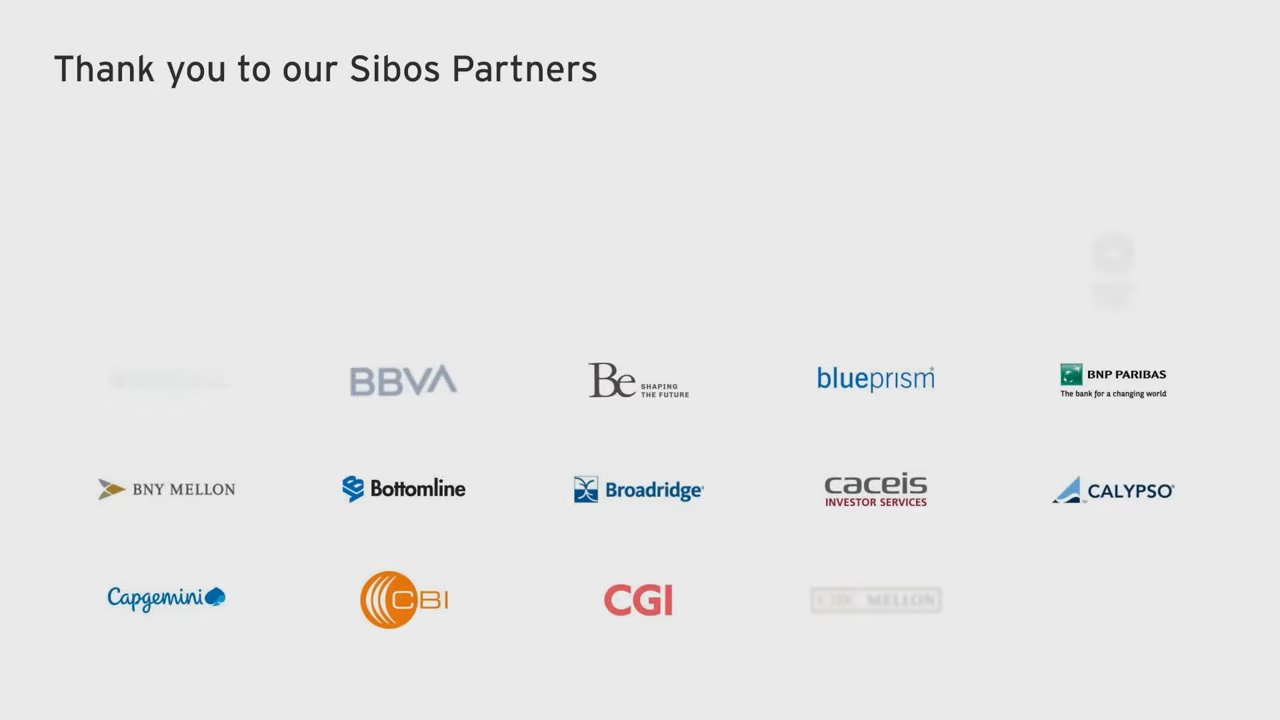 Thank you to our Sibos Partners
BBVA
Be SHAPING
THE FUTURE
blueprism
BNP PARIBAS
The bank for a changing world
BNY MELLON
Bottomline
Broadridge
caceis
INVESTOR SERVICES
CALYPSO
Capgemini
CBI
CGI
MELLON